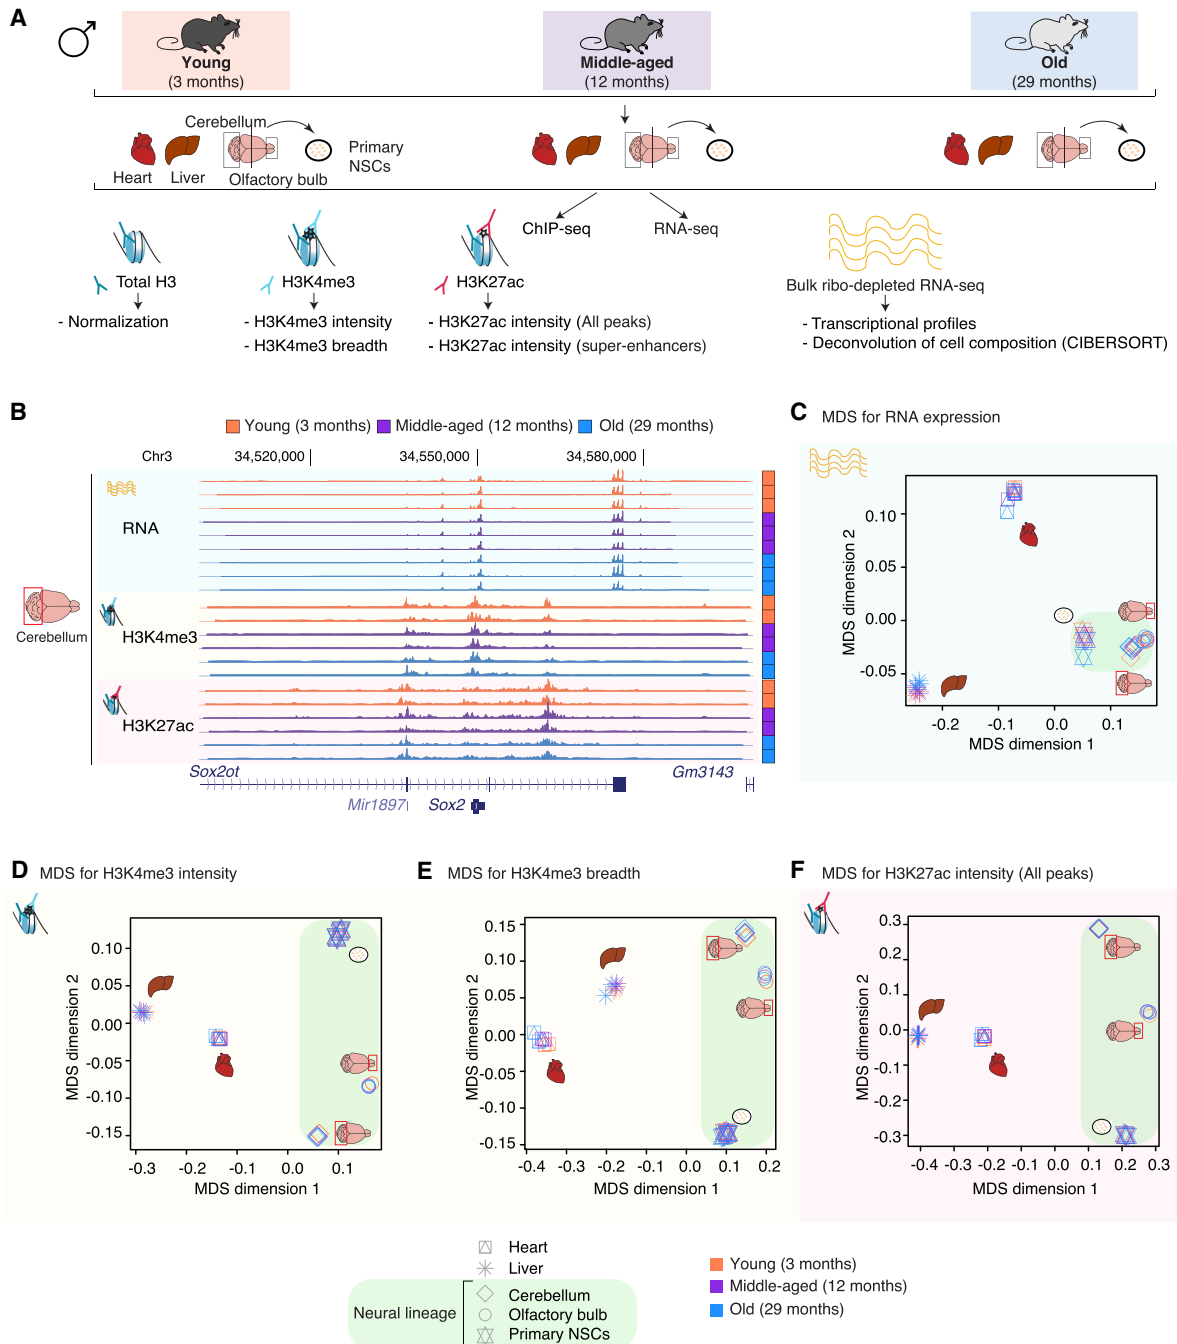 A
Young
(3 months)
Middle-aged
(12 months)
Old
(29 months)
Cerebellum
Primary
NSCs
Heart
Liver
Olfactory bulb
ChIP-seq
RNA-seq
Total H3
H3K4me3
H3K27ac
Bulk ribo-depleted RNA-seq
- Normalization
- H3K4me3 intensity
- H3K4me3 breadth
- H3K27ac intensity (All peaks)
- H3K27ac intensity (super-enhancers)
- Transcriptional profiles
- Deconvolution of cell composition (CIBERSORT)
B
Young (3 months)
Middle-aged (12 months)
Old (29 months)
Chr3
34,520,000
34,550,000
34,580,000
RNA
H3K4me3
H3K27ac
Cerebellum
Sox2ot
Gm3143
Mir1897
Sox2
C
MDS for RNA expression
MDS dimension 2
0.10
0.05
0.00
-0.05
-0.2
-0.1
0.0
0.1
MDS dimension 1
D
MDS for H3K4me3 intensity
MDS dimension 2
0.10
0.05
0.00
-0.05
-0.10
-0.15
-0.3
-0.2
-0.1
0.0
0.1
MDS dimension 1
E
MDS for H3K4me3 breadth
MDS dimension 2
0.15
0.10
0.05
0.00
-0.05
-0.10
-0.15
-0.4
-0.3
-0.2
-0.1
0.0
0.1
0.2
MDS dimension 1
F
MDS for H3K27ac intensity (All peaks)
MDS dimension 2
0.3
0.2
0.1
0.0
-0.1
-0.2
-0.3
-0.4
-0.3
-0.2
-0.1
0.0
0.1
0.2
0.3
MDS dimension 1
Heart
Liver
Neural lineage
Cerebellum
Olfactory bulb
Primary NSCs
Young (3 months)
Middle-aged (12 months)
Old (29 months)